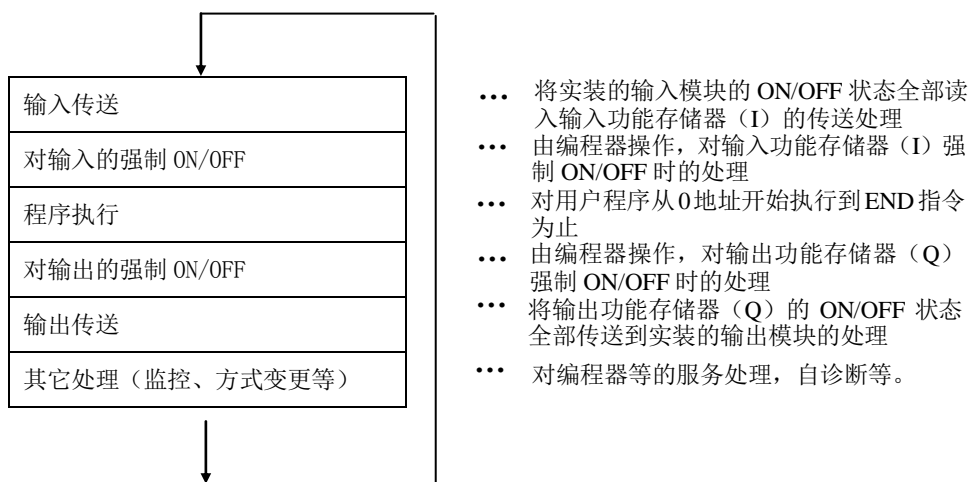 输入传送
对输入的强制 ON/OFF
程序执行
对输出的强制 ON/OFF
输出传送
其它处理（监控、方式变更等）
… 将实装的输入模块的 ON/OFF 状态全部读
入输入功能存储器（I）的传送处理
… 由编程器操作，对输入功能存储器（I）强
制 ON/OFF 时的处理
… 对用户程序从0地址开始执行到END指令
为止
… 由编程器操作，对输出功能存储器（Q）
强制 ON/OFF 时的处理
… 将输出功能存储器（Q）的 ON/OFF 状态
全部传送到实装的输出模块的处理
… 对编程器等的服务处理，自诊断等。